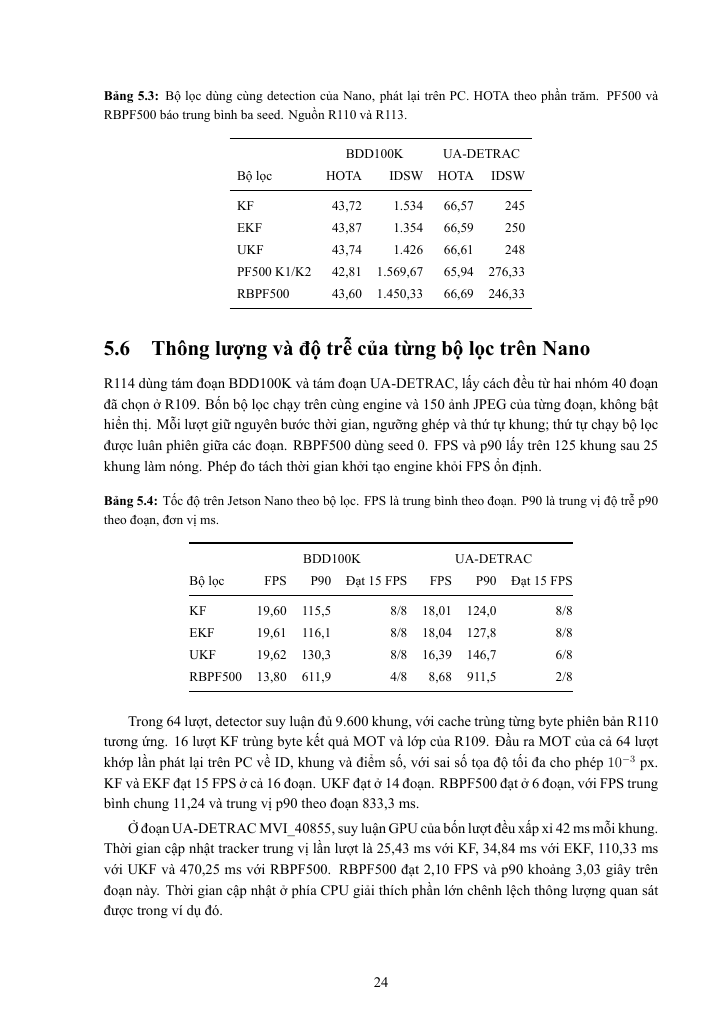 Bảng 5.3: Bộ lọc dùng cùng detection của Nano, phát lại trên PC. HOTA theo phần trăm. PF500 và
RBPF500 báo trung bình ba seed. Nguồn R110 và R113.
BDD100K UA-DETRAC
Bộ lọc HOTA IDSW HOTA IDSW
KF 43,72 1.534 66,57 245
EKF 43,87 1.354 66,59 250
UKF 43,74 1.426 66,61 248
PF500 K1/K2 42,81 1.569,67 65,94 276,33
RBPF500 43,60 1.450,33 66,69 246,33
5.6 Thông lượng và độ trễ của từng bộ lọc trên Nano
R114 dùng tám đoạn BDD100K và tám đoạn UA-DETRAC, lấy cách đều từ hai nhóm 40 đoạn
đã chọn ở R109. Bốn bộ lọc chạy trên cùng engine và 150 ảnh JPEG của từng đoạn, không bật
hiển thị. Mỗi lượt giữ nguyên bước thời gian, ngưỡng ghép và thứ tự khung; thứ tự chạy bộ lọc
được luân phiên giữa các đoạn. RBPF500 dùng seed 0. FPS và p90 lấy trên 125 khung sau 25
khung làm nóng. Phép đo tách thời gian khởi tạo engine khỏi FPS ổn định.
Bảng 5.4: Tốc độ trên Jetson Nano theo bộ lọc. FPS là trung bình theo đoạn. P90 là trung vị độ trễ p90
theo đoạn, đơn vị ms.
BDD100K UA-DETRAC
Bộ lọc FPS P90 Đạt 15 FPS FPS P90 Đạt 15 FPS
KF 19,60 115,5 8/8 18,01 124,0 8/8
EKF 19,61 116,1 8/8 18,04 127,8 8/8
UKF 19,62 130,3 8/8 16,39 146,7 6/8
RBPF500 13,80 611,9 4/8 8,68 911,5 2/8
Trong 64 lượt, detector suy luận đủ 9.600 khung, với cache trùng từng byte phiên bản R110
tương ứng. 16 lượt KF trùng byte kết quả MOT và lớp của R109. Đầu ra MOT của cả 64 lượt
khớp lần phát lại trên PC về ID, khung và điểm số, với sai số tọa độ tối đa cho phép 10⁻³ px.
KF và EKF đạt 15 FPS ở cả 16 đoạn. UKF đạt ở 14 đoạn. RBPF500 đạt ở 6 đoạn, với FPS trung
bình chung 11,24 và trung vị p90 theo đoạn 833,3 ms.
Ở đoạn UA-DETRAC MVI_40855, suy luận GPU của bốn lượt đều xấp xỉ 42 ms mỗi khung.
Thời gian cập nhật tracker trung vị lần lượt là 25,43 ms với KF, 34,84 ms với EKF, 110,33 ms
với UKF và 470,25 ms với RBPF500. RBPF500 đạt 2,10 FPS và p90 khoảng 3,03 giây trên
đoạn này. Thời gian cập nhật ở phía CPU giải thích phần lớn chênh lệch thông lượng quan sát
được trong ví dụ đó.
24